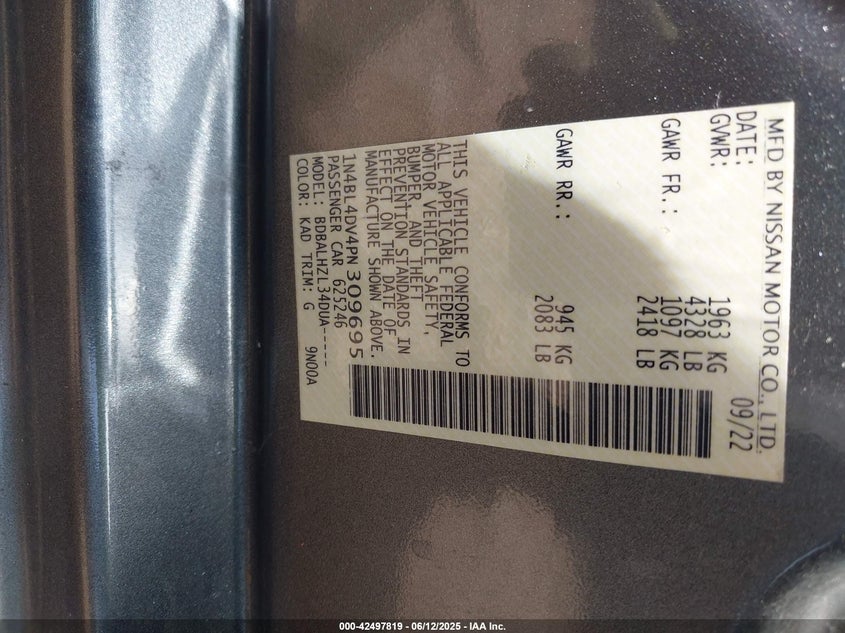 MFD BY NISSAN MOTOR CO., LTD.
DATE: 09/22
GVWR: 1963 KG
4328 LB
GAWR FR.: 1097 KG
2418 LB
GAWR RR.: 945 KG
2083 LB
THIS VEHICLE CONFORMS TO
ALL APPLICABLE FEDERAL
MOTOR VEHICLE SAFETY,
BUMPER, AND THEFT
PREVENTION STANDARDS IN
EFFECT ON THE DATE OF
MANUFACTURE SHOWN ABOVE.
1N4BL4DV4PN309695
PASSENGER CAR 625246
MODEL: BDBALHZL34DUA-----
COLOR: KAD TRIM: G 9N00A
000-42497819 - 06/12/2025 - IAA Inc.